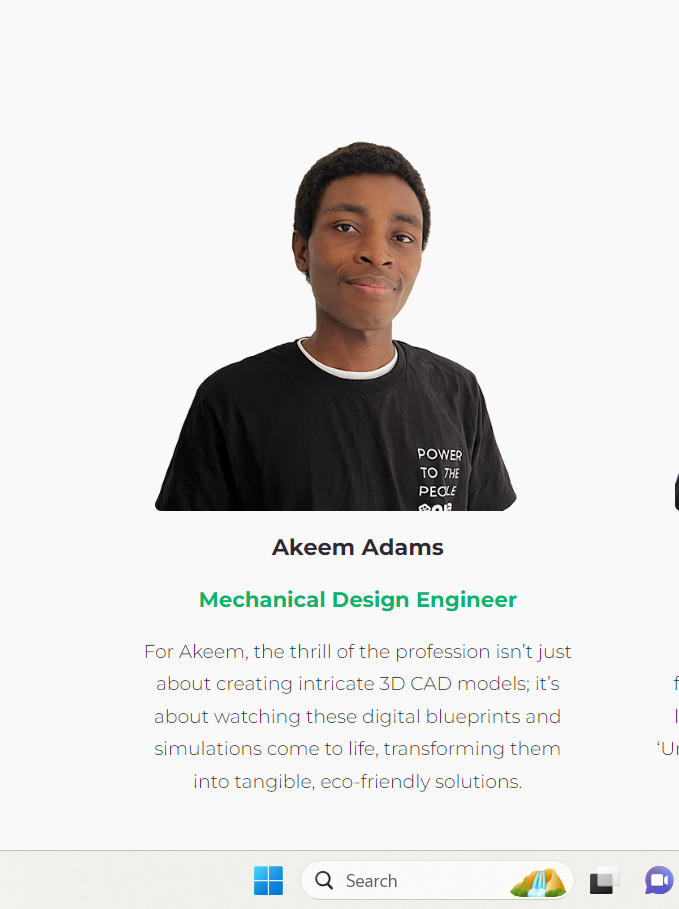 POWER
TO THE
PEOPLE
Akeem Adams
Mechanical Design Engineer
For Akeem, the thrill of the profession isn’t just
about creating intricate 3D CAD models; it’s
about watching these digital blueprints and
simulations come to life, transforming them
into tangible, eco-friendly solutions.
‘Ur
Search